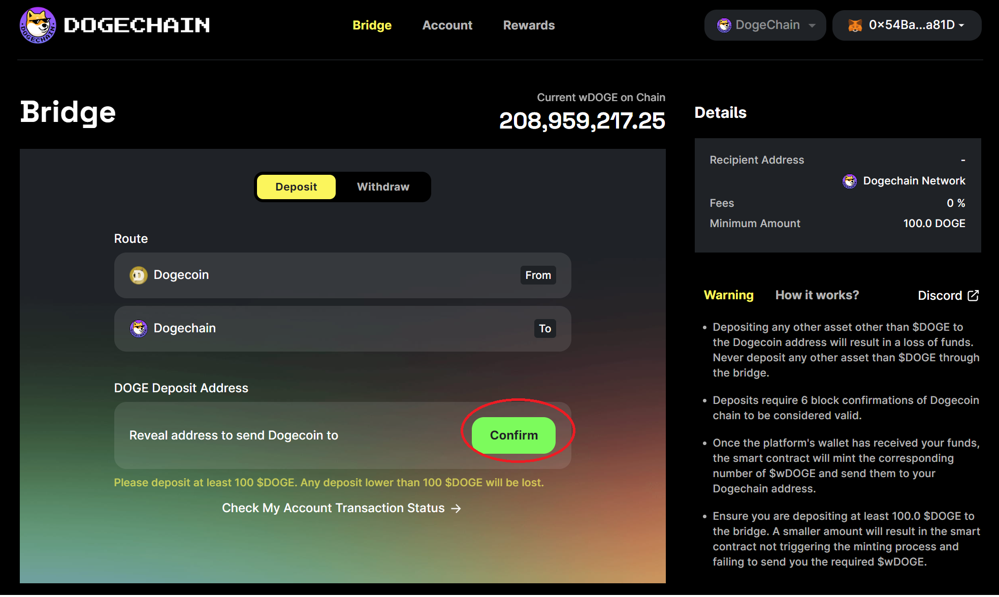 DOGECHAIN
Bridge
Account
Rewards
DogeChain
0×54Ba...a81D
Bridge
Current wDOGE on Chain
208,959,217.25
Deposit
Withdraw
Route
Dogecoin
From
Dogechain
To
DOGE Deposit Address
Reveal address to send Dogecoin to
Confirm
Please deposit at least 100 $DOGE. Any deposit lower than 100 $DOGE will be lost.
Check My Account Transaction Status →
Details
Recipient Address
-
Dogechain Network
Fees
0 %
Minimum Amount
100.0 DOGE
Warning
How it works?
Discord
• Depositing any other asset other than $DOGE to
the Dogecoin address will result in a loss of funds.
Never deposit any other asset than $DOGE through
the bridge.
• Deposits require 6 block confirmations of Dogecoin
chain to be considered valid.
• Once the platform's wallet has received your funds,
the smart contract will mint the corresponding
number of $wDOGE and send them to your
Dogechain address.
• Ensure you are depositing at least 100.0 $DOGE to
the bridge. A smaller amount will result in the smart
contract not triggering the minting process and
failing to send you the required $wDOGE.